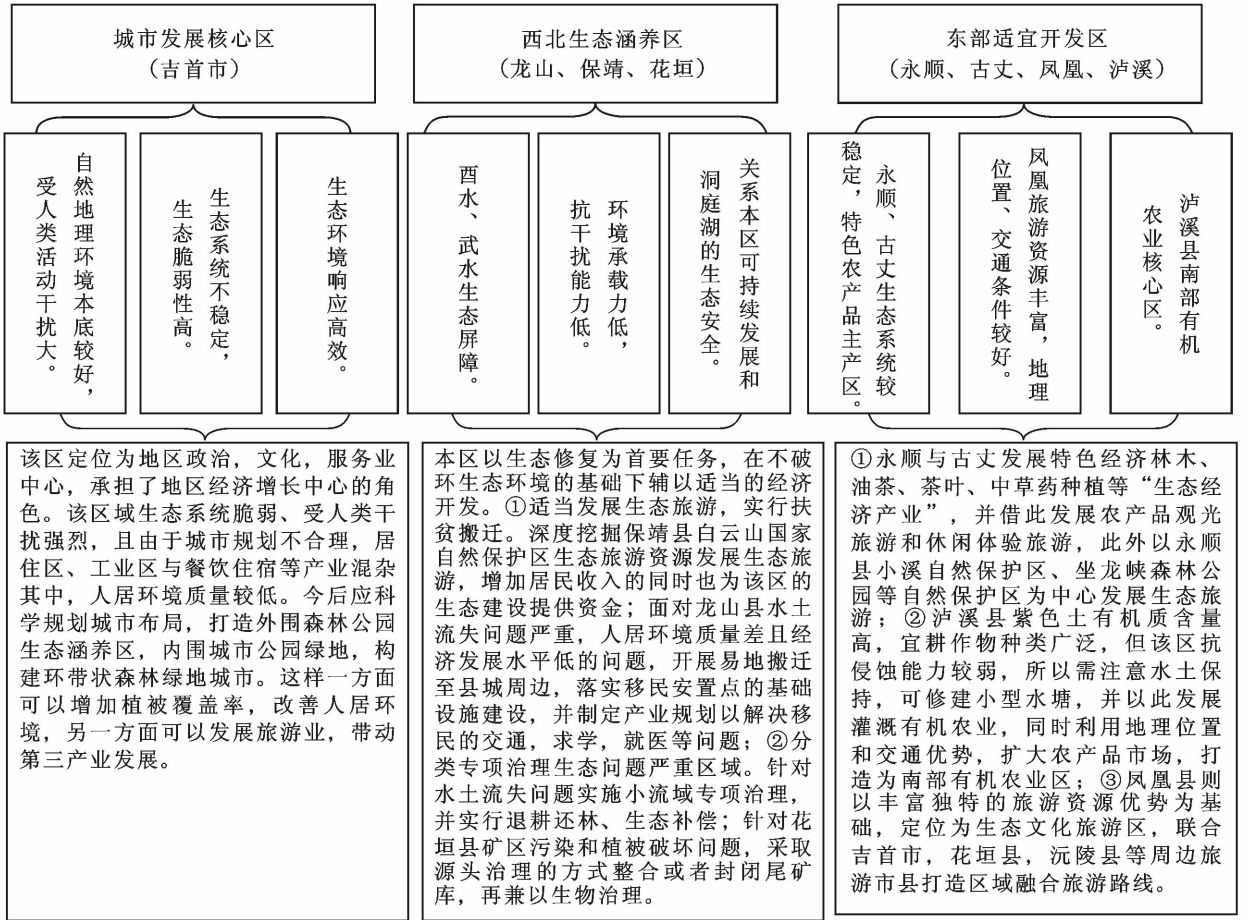 城市发展核心区
（吉首市）
自然地理环境本底较好，
受人类活动干扰大。
生态系统不稳定，
生态脆弱性高。
生态环境响应高效。
该区定位为地区政治，文化，服务业
中心，承担了地区经济增长中心的角
色。该区域生态系统脆弱、受人类干
扰强烈，且由于城市规划不合理，居
住区、工业区与餐饮住宿等产业混杂
其中，人居环境质量较低。今后应科
学规划城市布局，打造外围森林公园
生态涵养区，内围城市公园绿地，构
建环带状森林绿地城市。这样一方面
可以增加植被覆盖率，改善人居环
境，另一方面可以发展旅游业，带动
第三产业发展。
西北生态涵养区
（龙山、保靖、花垣）
酉水、武水生态屏障。
环境承载力低，
抗干扰能力低。
关系本区可持续发展和
洞庭湖的生态安全。
本区以生态修复为首要任务，在不破
环生态环境的基础下辅以适当的经济
开发。①适当发展生态旅游，实行扶
贫搬迁。深度挖掘保靖县白云山国家
自然保护区生态旅游资源发展生态旅
游，增加居民收入的同时也为该区的
生态建设提供资金；面对龙山县水土
流失问题严重，人居环境质量差且经
济发展水平低的问题，开展易地搬迁
至县城周边，落实移民安置点的基础
设施建设，并制定产业规划以解决移
民的交通，求学，就医等问题；②分
类专项治理生态问题严重区域。针对
水土流失问题实施小流域专项治理，
并实行退耕还林、生态补偿；针对花
垣县矿区污染和植被破坏问题，采取
源头治理的方式整合或者封闭尾矿
库，再兼以生物治理。
东部适宜开发区
（永顺、古丈、凤凰、泸溪）
永顺、古丈生态系统较
稳定，特色农产品主产区。
凤凰旅游资源丰富，地理
位置、交通条件较好。
泸溪县南部有机
农业核心区。
①永顺与古丈发展特色经济林木、
油茶、茶叶、中草药种植等“生态经
济产业”，并借此发展农产品观光
旅游和休闲体验旅游，此外以永顺
县小溪自然保护区、坐龙峡森林公
园等自然保护区为中心发展生态旅
游；②泸溪县紫色土有机质含量
高，宜耕作物种类广泛，但该区抗
侵蚀能力较弱，所以需注意水土保
持，可修建小型水塘，并以此发展
灌溉有机农业，同时利用地理位置
和交通优势，扩大农产品市场，打
造为南部有机农业区；③凤凰县则
以丰富独特的旅游资源优势为基
础，定位为生态文化旅游区，联合
吉首市，花垣县，沅陵县等周边旅
游市县打造区域融合旅游路线。